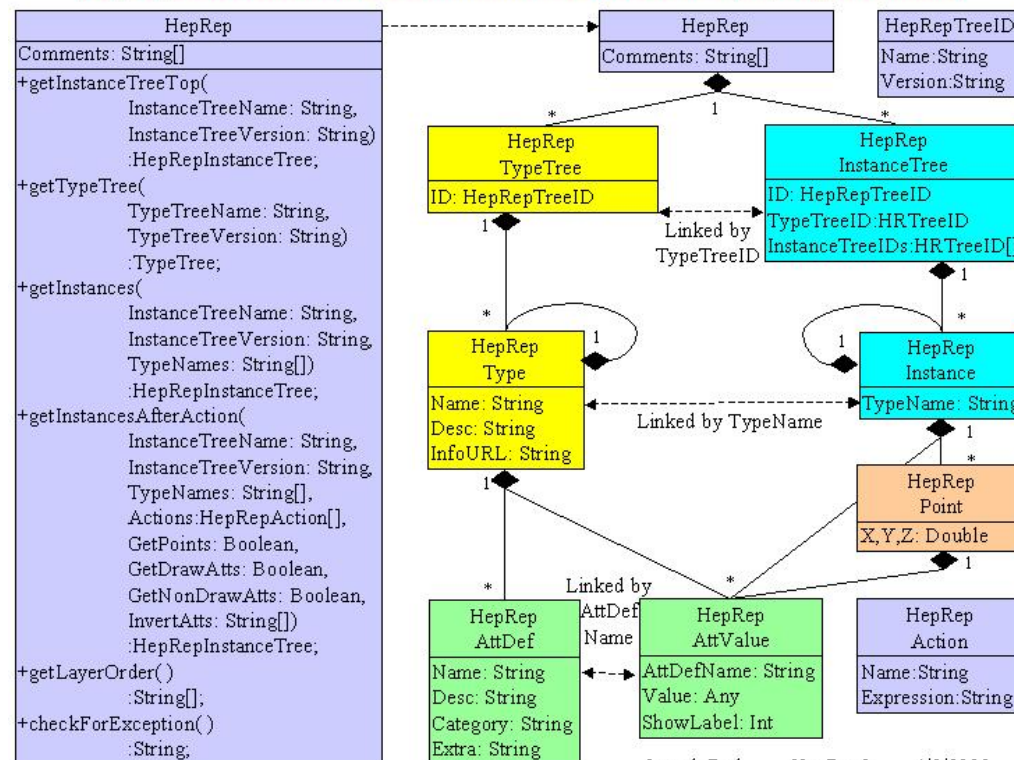 HepRep
Comments: String[]
+getInstanceTreeTop(
InstanceTreeName: String,
InstanceTreeVersion: String)
:HepRepInstanceTree;
+getTypeTree(
TypeTreeName: String,
TypeTreeVersion: String)
:TypeTree;
+getInstances(
InstanceTreeName: String,
InstanceTreeVersion: String,
TypeNames: String[])
:HepRepInstanceTree;
+getInstancesAfterAction(
InstanceTreeName: String,
InstanceTreeVersion: String,
TypeNames: String[],
Actions:HepRepAction[],
GetPoints: Boolean,
GetDrawAtts: Boolean,
GetNonDrawAtts: Boolean,
InvertAtts: String[])
:HepRepInstanceTree;
+getLayerOrder()
:String[];
+checkForException()
:String;
HepRep
Comments: String[]
1
*
*
HepRepTreeID
Name:String
Version:String
HepRep
TypeTree
ID: HepRepTreeID
1
*
Linked by
TypeTreeID
HepRep
InstanceTree
ID: HepRepTreeID
TypeTreeID:HRTreeID
InstanceTreeIDs:HRTreeID[]
1
*
HepRep
Type
Name: String
Desc: String
InfoURL: String
1
1
Linked by TypeName
HepRep
Instance
TypeName: String
1
1
*
HepRep
Point
X,Y,Z: Double
1
*
*
Linked by
AttDef
Name
HepRep
AttDef
Name: String
Desc: String
Category: String
Extra: String
HepRep
AttValue
AttDefName: String
Value: Any
ShowLabel: Int
HepRep
Action
Name:String
Expression:String